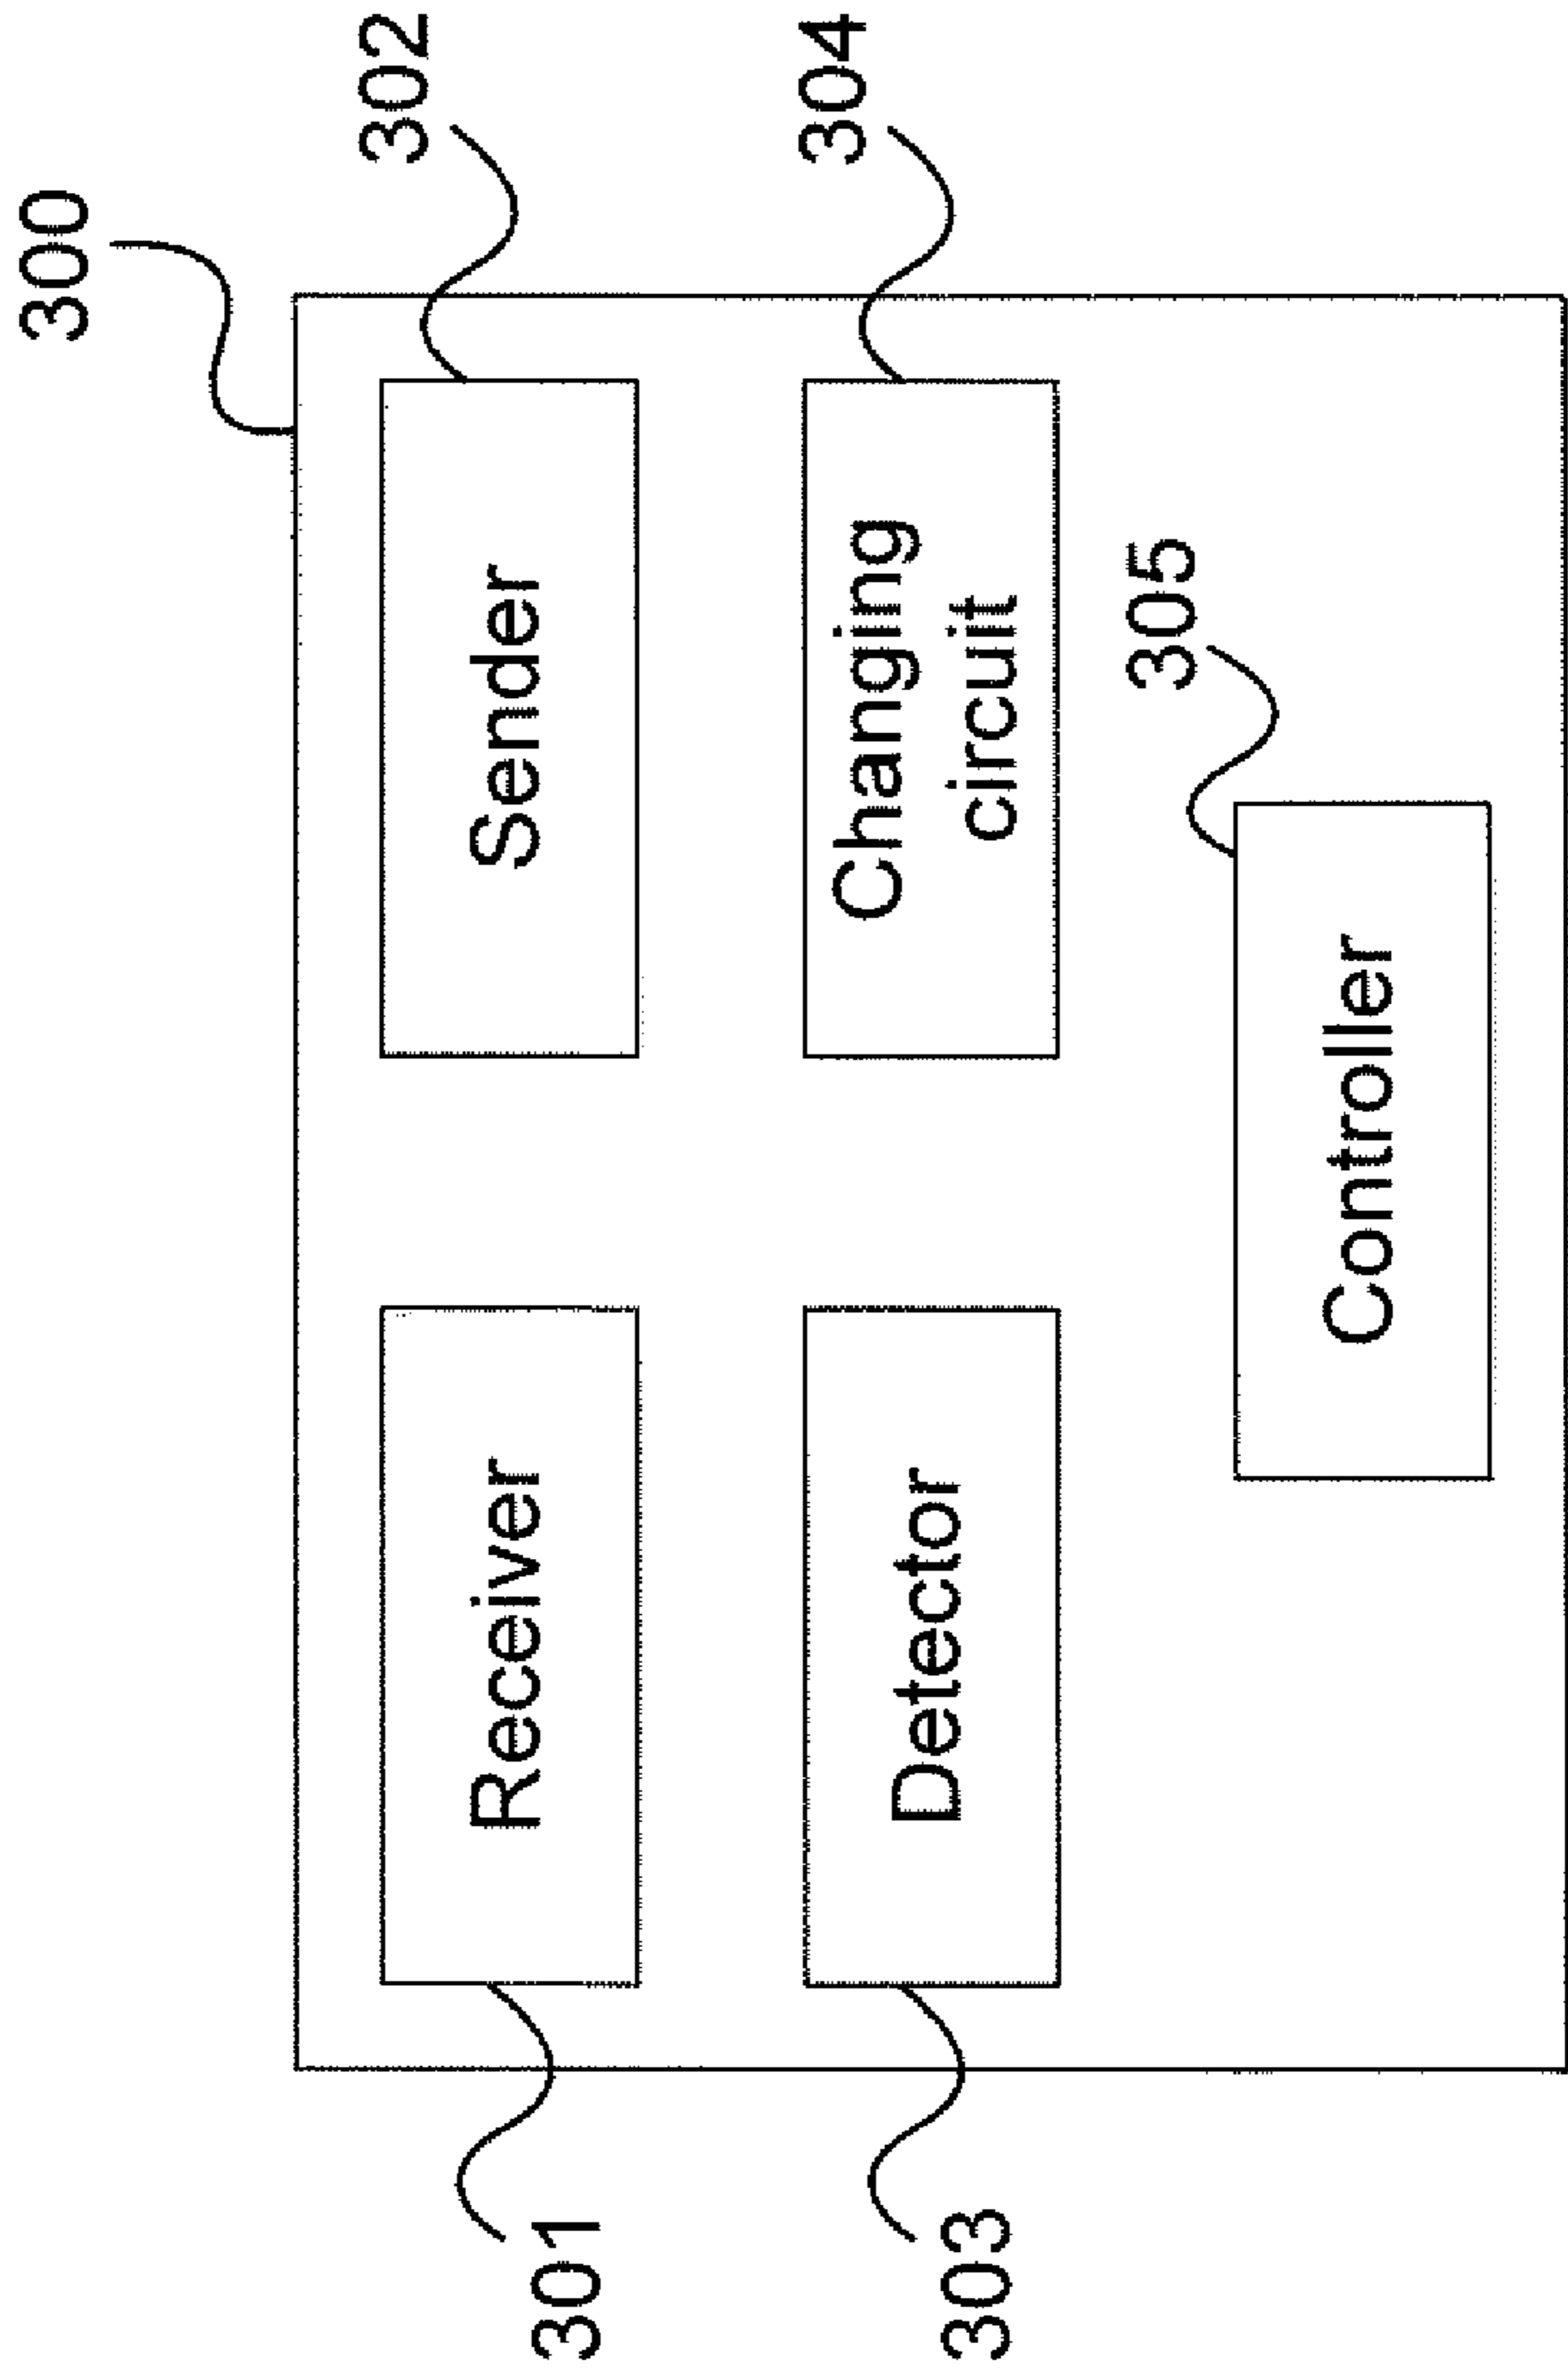 300
301
Receiver
Sender
302
303
Detector
Changing
circuit
304
305
Controller